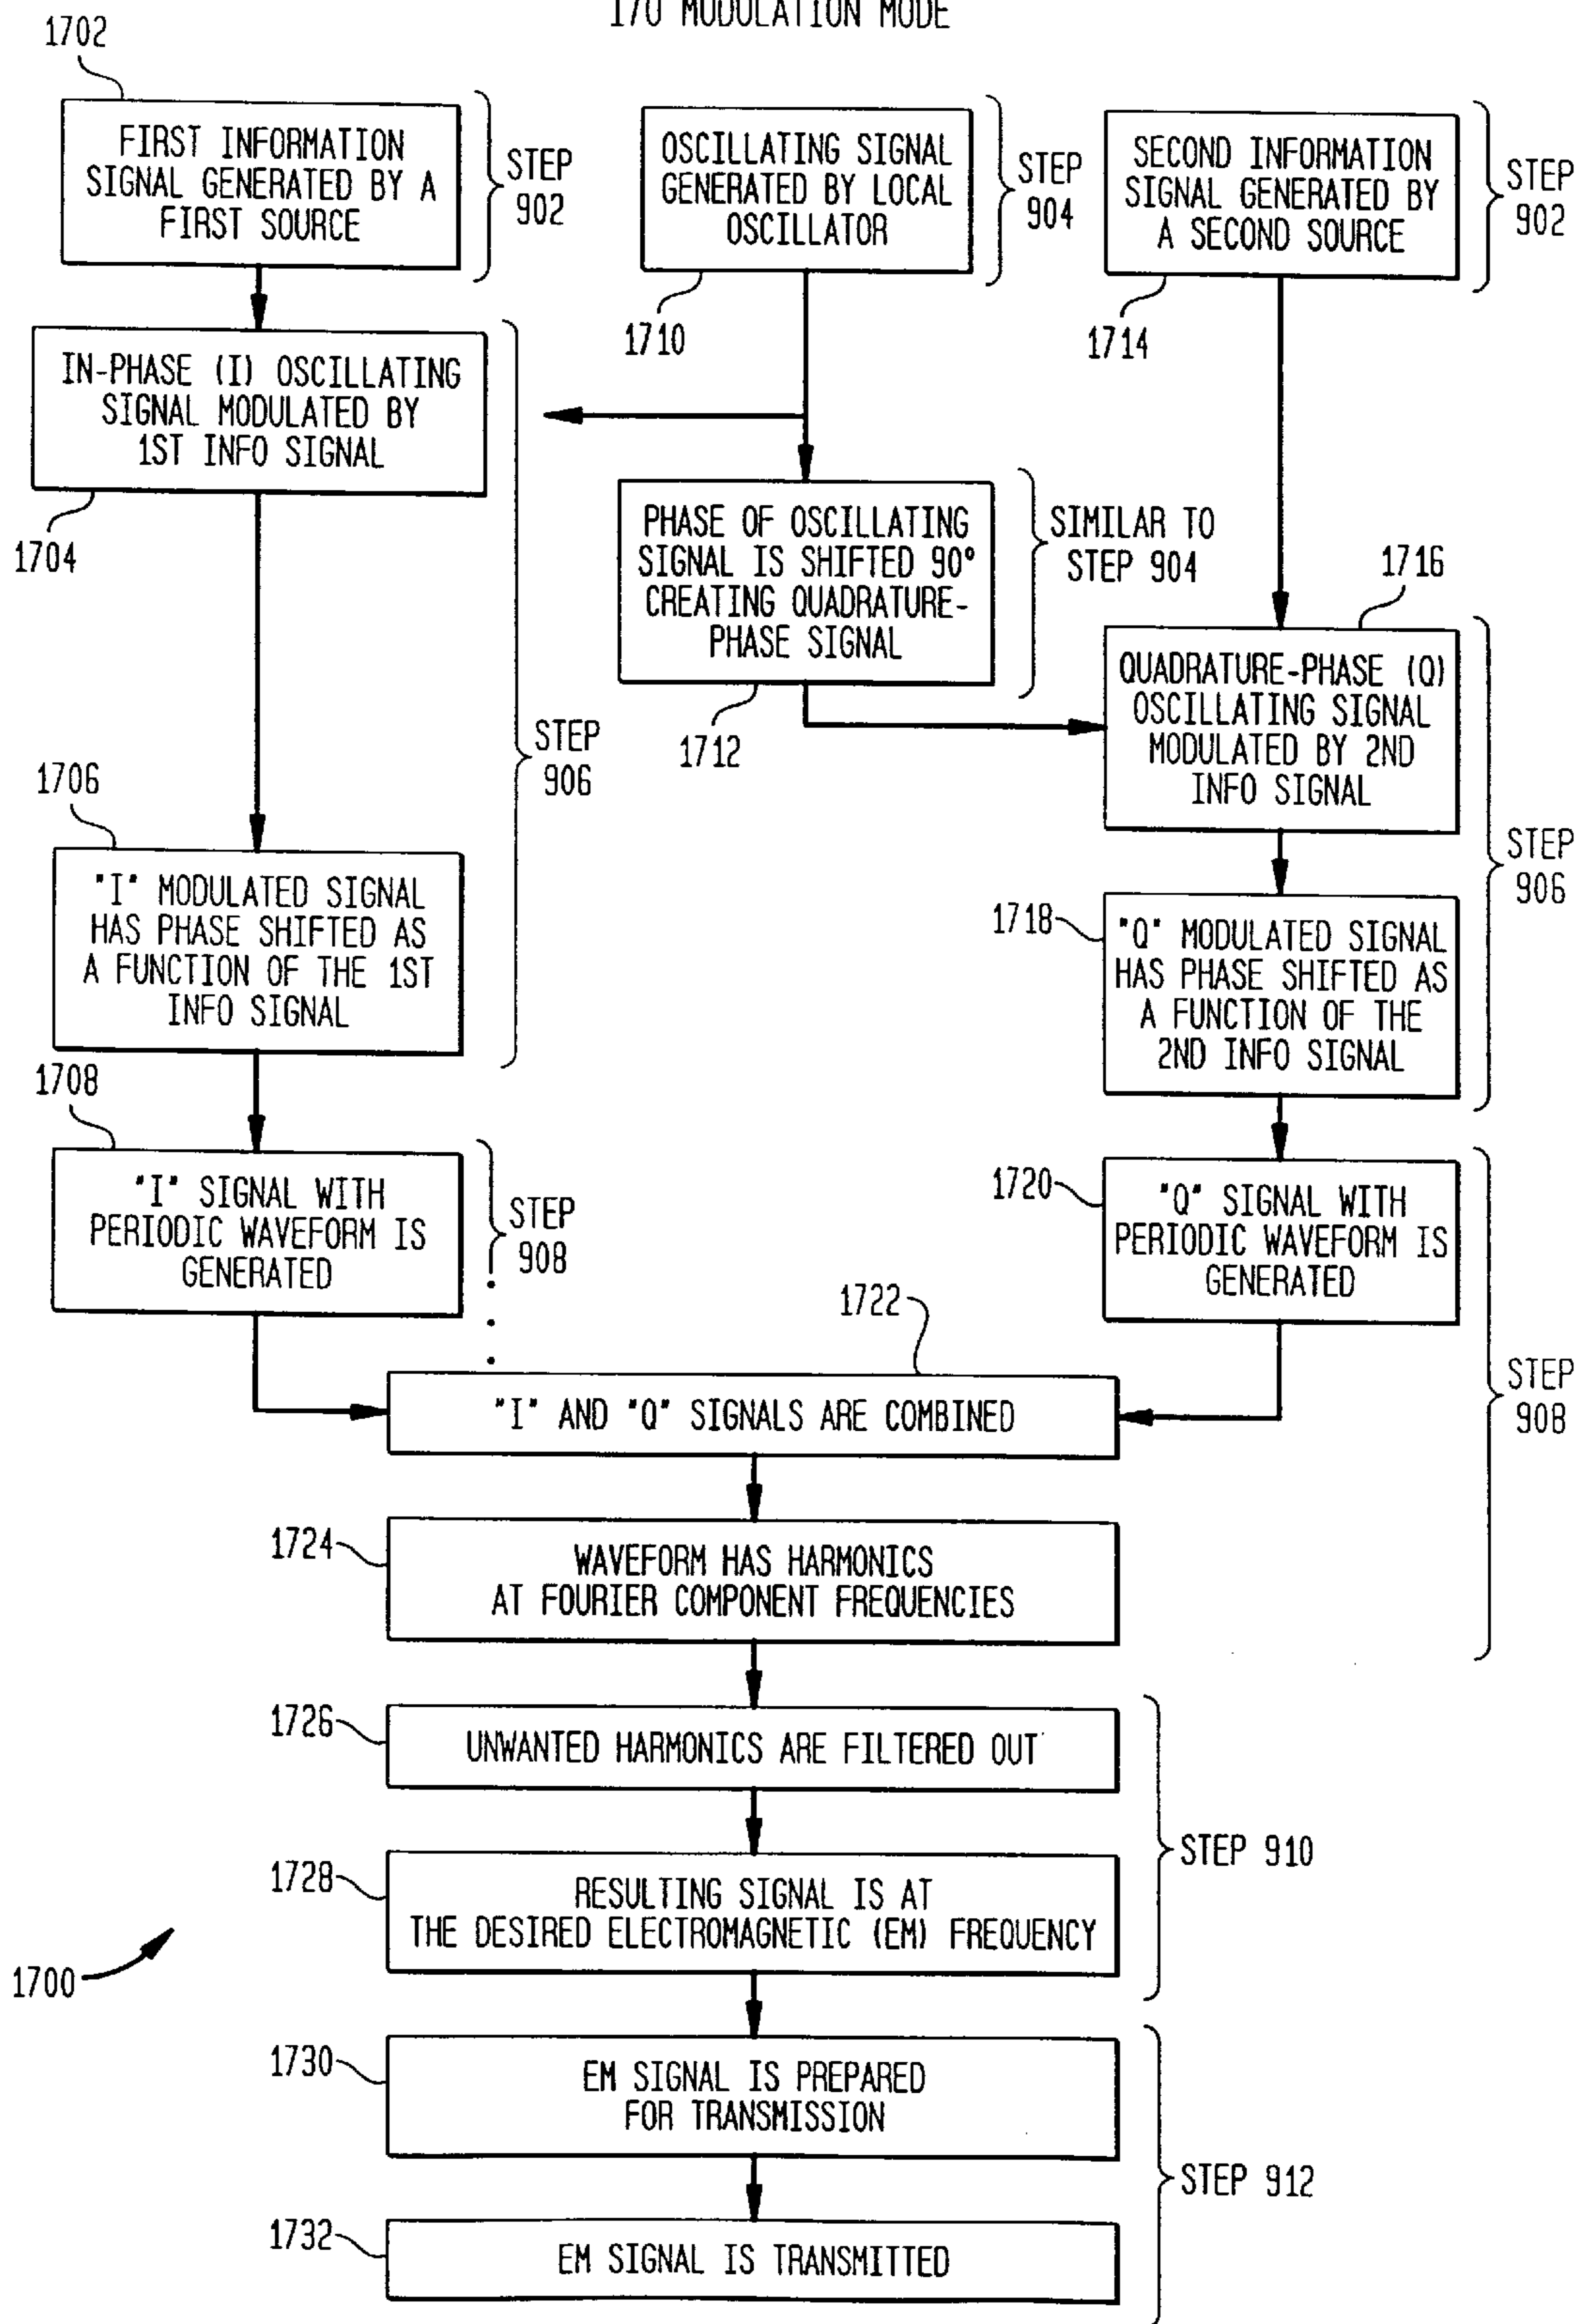 I/Q MODULATION MODE
1702
FIRST INFORMATION
SIGNAL GENERATED BY A
FIRST SOURCE
STEP
902
OSCILLATING SIGNAL
GENERATED BY LOCAL
OSCILLATOR
STEP
904
1710
SECOND INFORMATION
SIGNAL GENERATED BY
A SECOND SOURCE
STEP
902
1714
IN-PHASE (I) OSCILLATING
SIGNAL MODULATED BY
1ST INFO SIGNAL
1704
PHASE OF OSCILLATING
SIGNAL IS SHIFTED 90°
CREATING QUADRATURE-
PHASE SIGNAL
SIMILAR TO
STEP 904
1712
1716
QUADRATURE-PHASE (Q)
OSCILLATING SIGNAL
MODULATED BY 2ND
INFO SIGNAL
STEP
906
1706
"I" MODULATED SIGNAL
HAS PHASE SHIFTED AS
A FUNCTION OF THE 1ST
INFO SIGNAL
1718
"Q" MODULATED SIGNAL
HAS PHASE SHIFTED AS
A FUNCTION OF THE
2ND INFO SIGNAL
STEP
906
1708
"I" SIGNAL WITH
PERIODIC WAVEFORM IS
GENERATED
STEP
908
1720
"Q" SIGNAL WITH
PERIODIC WAVEFORM IS
GENERATED
1722
"I" AND "Q" SIGNALS ARE COMBINED
STEP
908
1724
WAVEFORM HAS HARMONICS
AT FOURIER COMPONENT FREQUENCIES
1726
UNWANTED HARMONICS ARE FILTERED OUT
1728
RESULTING SIGNAL IS AT
THE DESIRED ELECTROMAGNETIC (EM) FREQUENCY
STEP 910
1700
1730
EM SIGNAL IS PREPARED
FOR TRANSMISSION
STEP 912
1732
EM SIGNAL IS TRANSMITTED